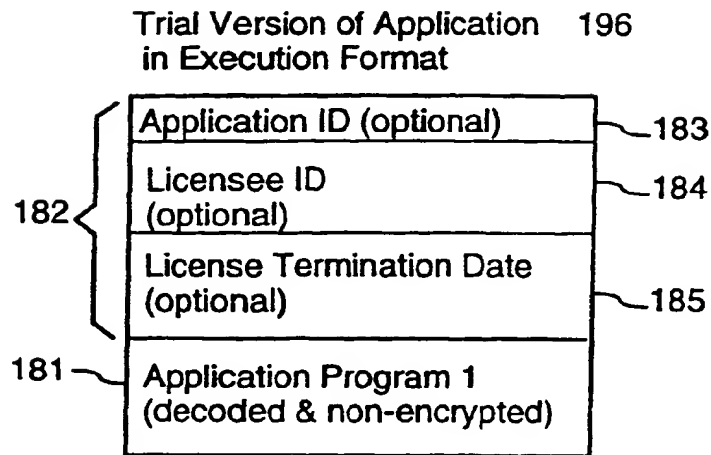 Trial Version of Application 196
in Execution Format
Application ID (optional)
183
Licensee ID
(optional)
184
182
License Termination Date
(optional)
185
181
Application Program 1
(decoded & non-encrypted)